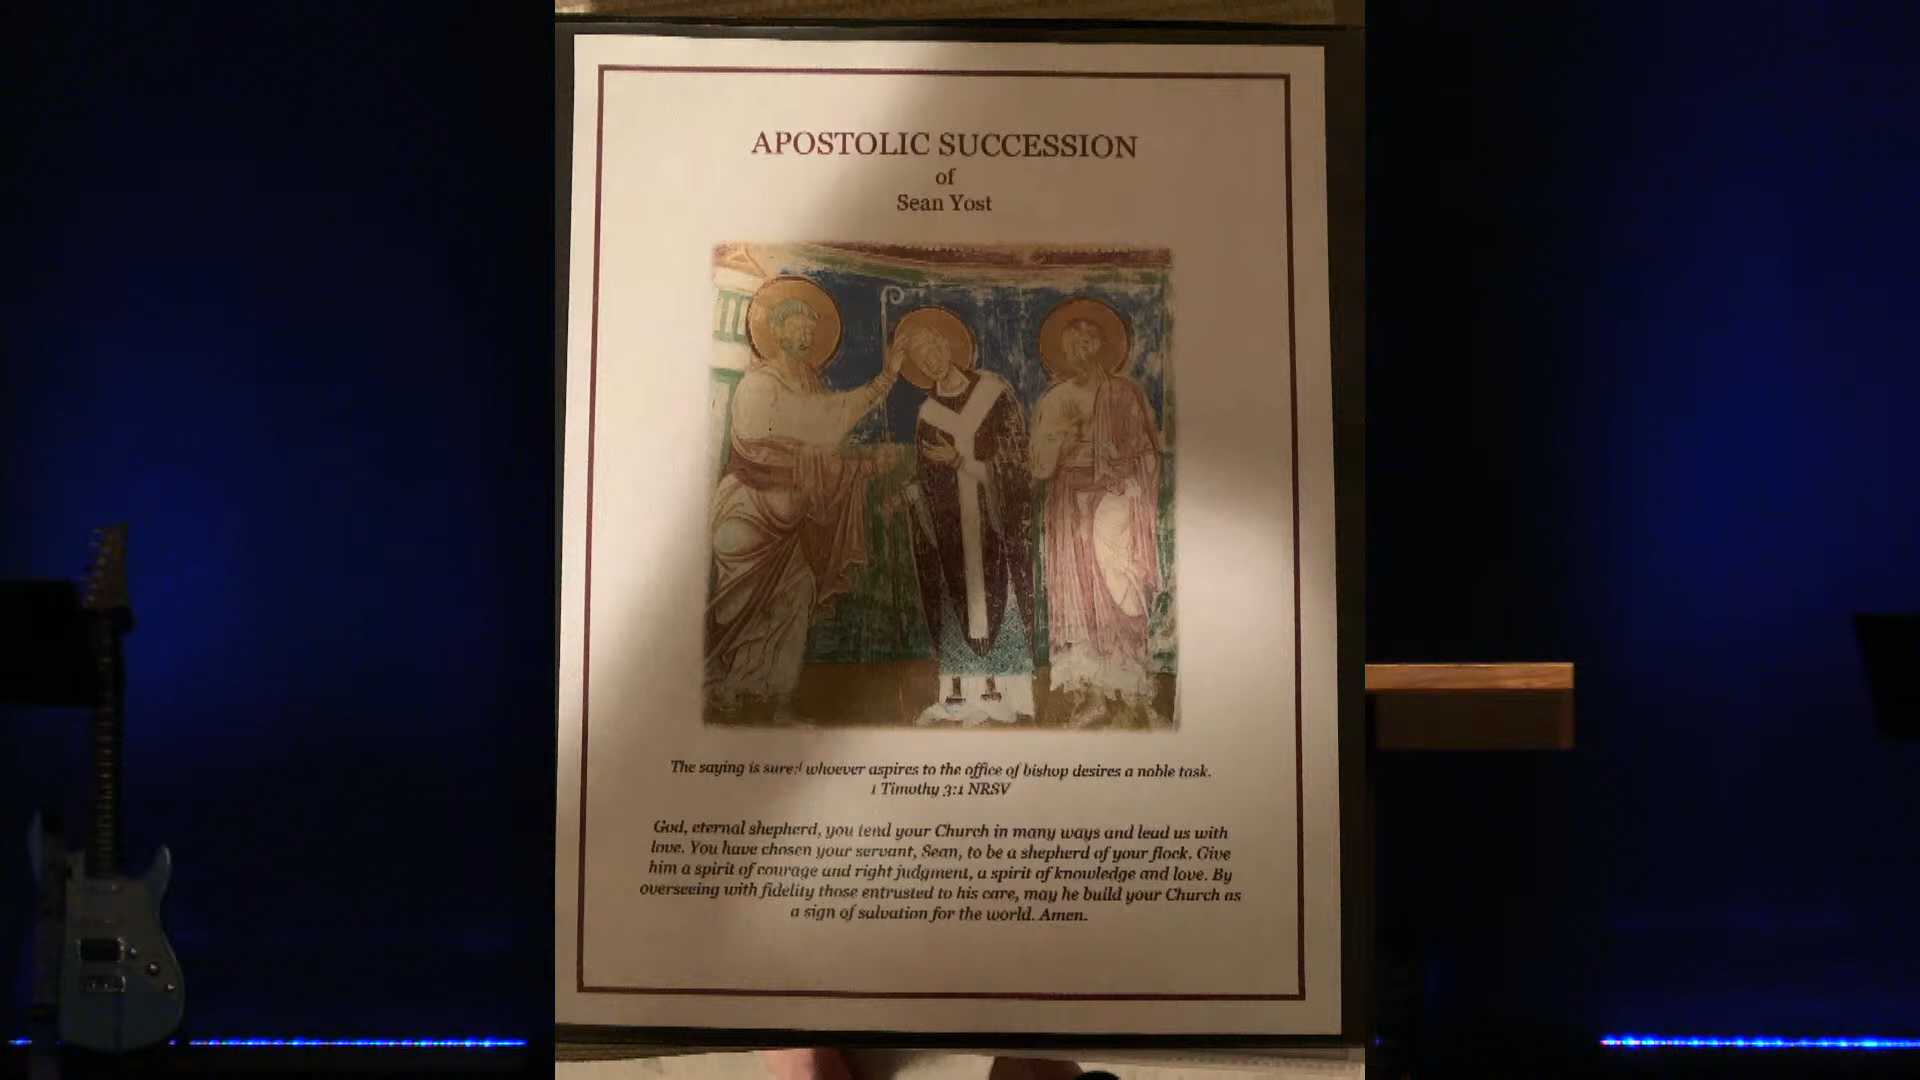 APOSTOLIC SUCCESSION
of
Sean Yost
The saying is sure: whoever aspires to the office of bishop desires a noble task.
1 Timothy 3:1 NRSV
God, eternal shepherd, you tend your Church in many ways and lead us with
love. You have chosen your servant, Sean, to be a shepherd of your flock. Give
him a spirit of courage and right judgment, a spirit of knowledge and love. By
overseeing with fidelity those entrusted to his care, may he build your Church as
a sign of salvation for the world. Amen.